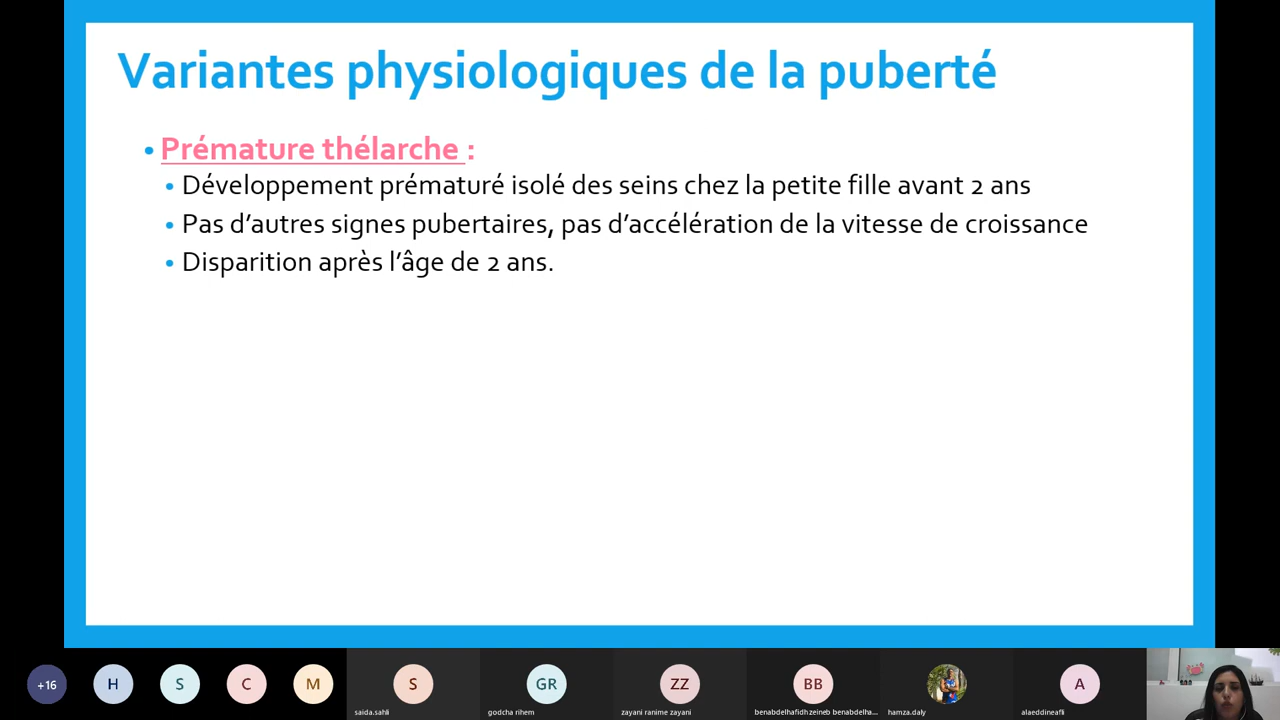 Variantes physiologiques de la puberté
• Prémature thélarche :
• Développement prématuré isolé des seins chez la petite fille avant 2 ans
• Pas d’autres signes pubertaires, pas d’accélération de la vitesse de croissance
• Disparition après l’âge de 2 ans.
+16
H
S
C
M
S
GR
ZZ
BB
A
saida.sahli
godcha rihem
zayani ranime zayani
benabdelhafidhzeineb benabdelha...
hamza.daly
alaeddineafli